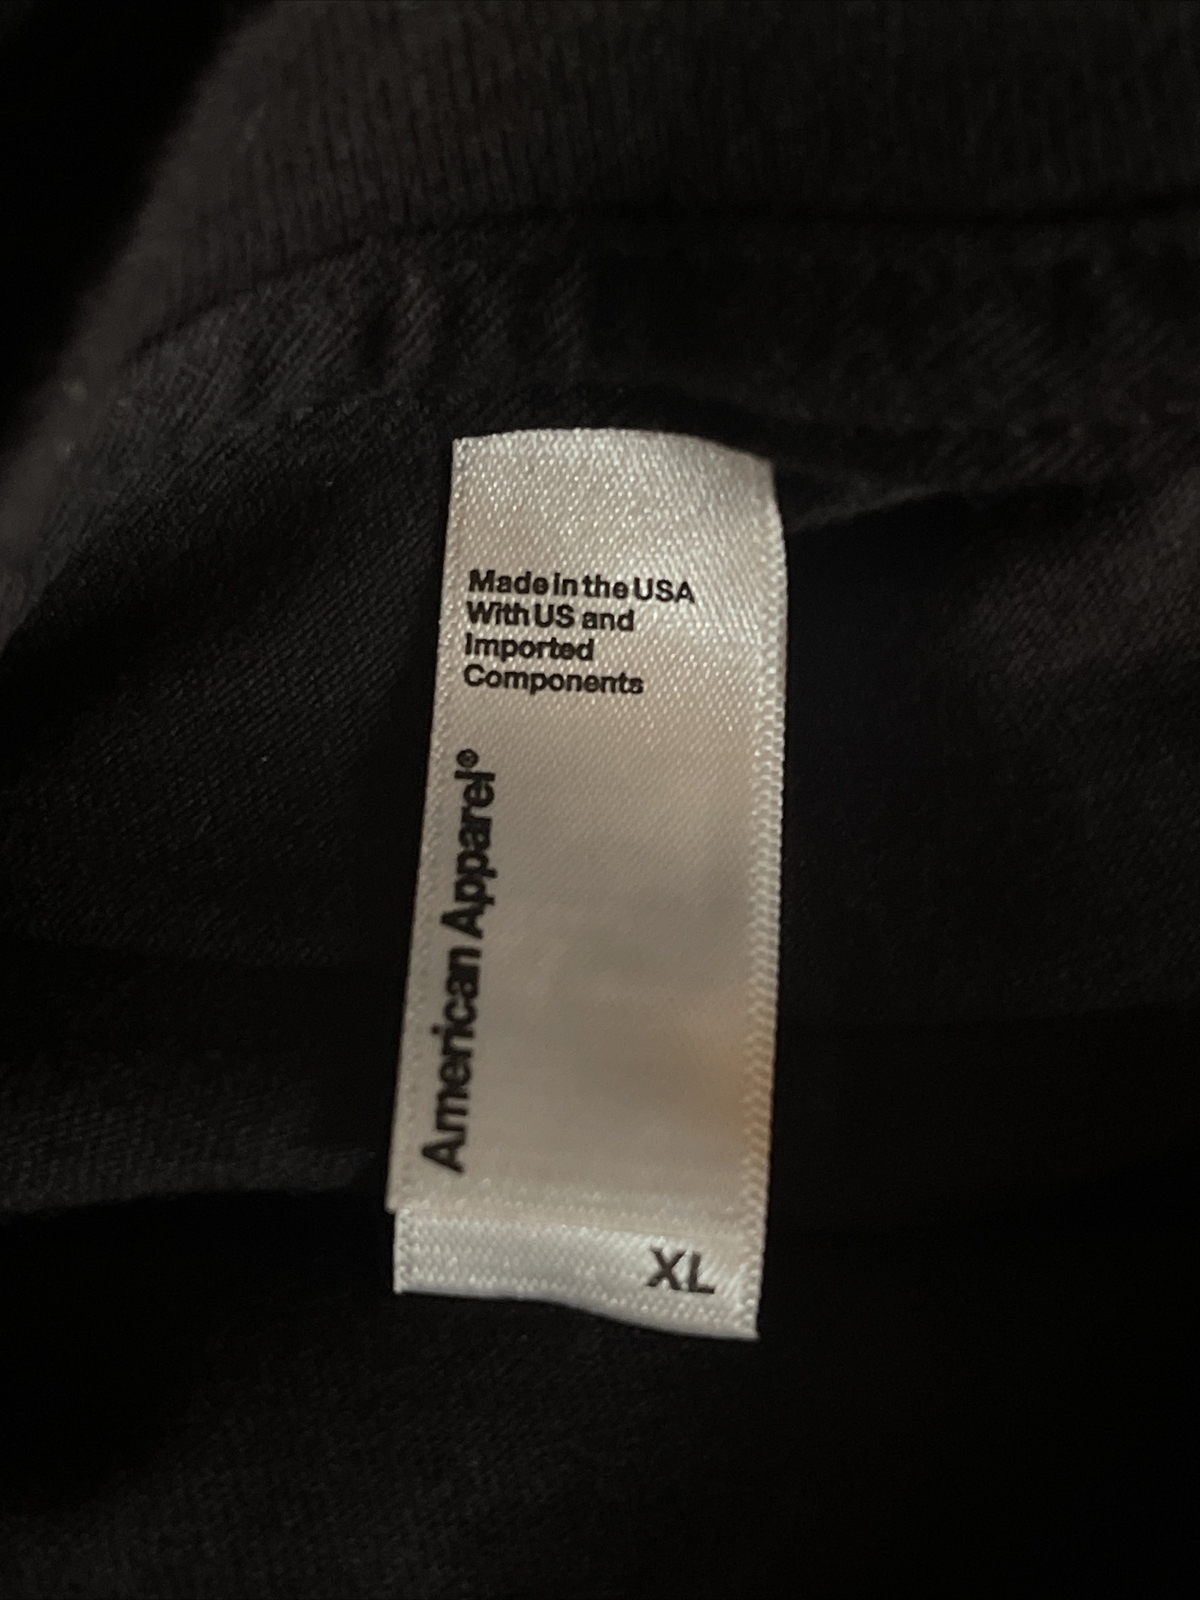 Made in the USA
With US and
Imported
Components
American Apparel®
XL